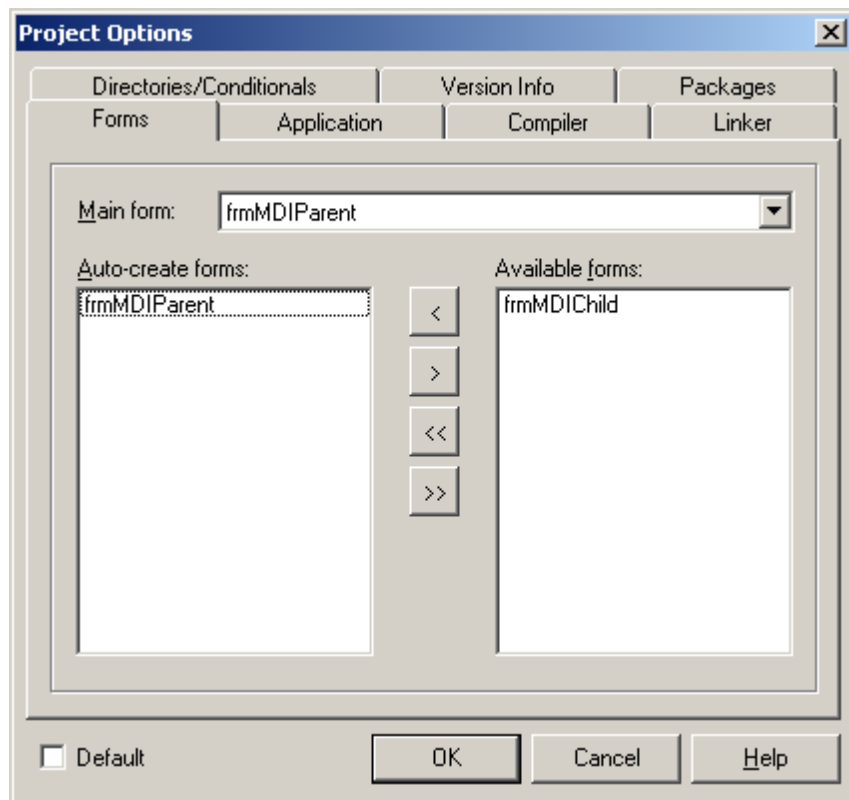 Project Options
Directories/Conditionals Version Info Packages
Forms Application Compiler Linker
Main form: frmMDIParent
Auto-create forms: Available forms:
frmMDIParent frmMDIChild
<
>
<<
>>
Default OK Cancel Help